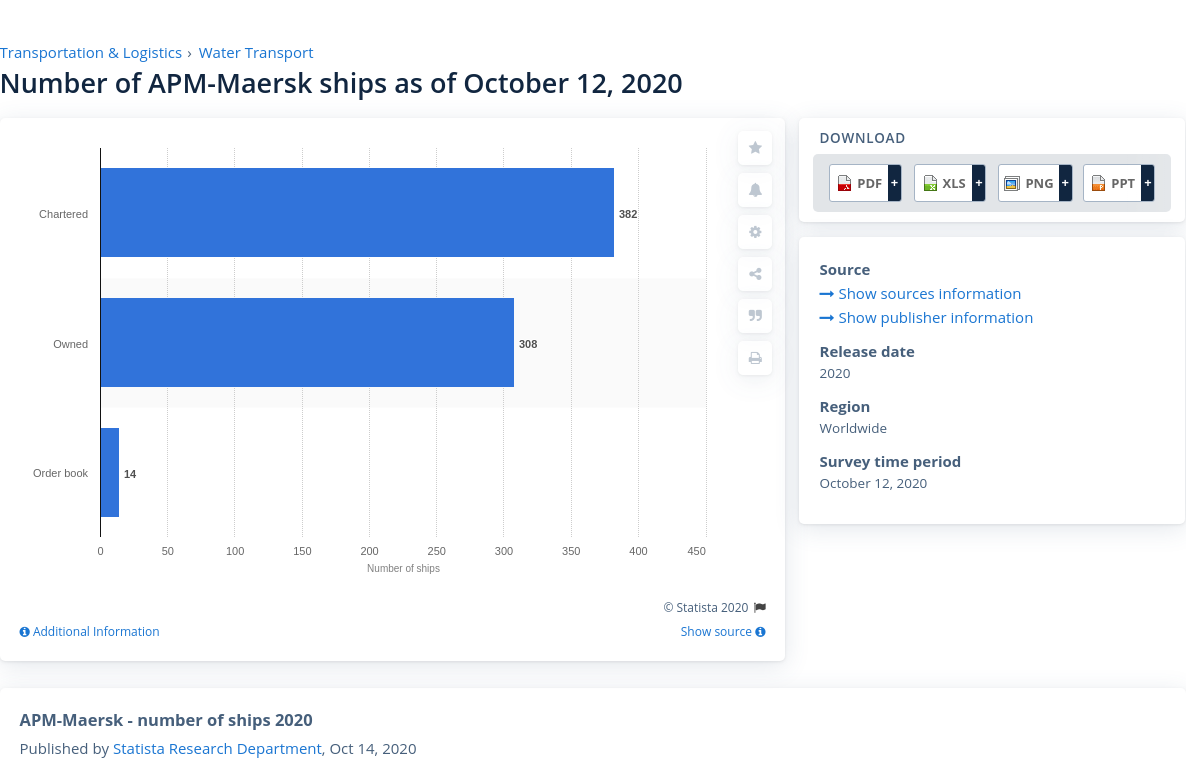 Transportation & Logistics › Water Transport
Number of APM-Maersk ships as of October 12, 2020
Chartered
382
Owned
308
Order book
14
0 50 100 150 200 250 300 350 400 450
Number of ships
© Statista 2020
Additional Information
Show source
DOWNLOAD
PDF + XLS + PNG + PPT +
Source
Show sources information
Show publisher information
Release date
2020
Region
Worldwide
Survey time period
October 12, 2020
APM-Maersk - number of ships 2020
Published by Statista Research Department, Oct 14, 2020